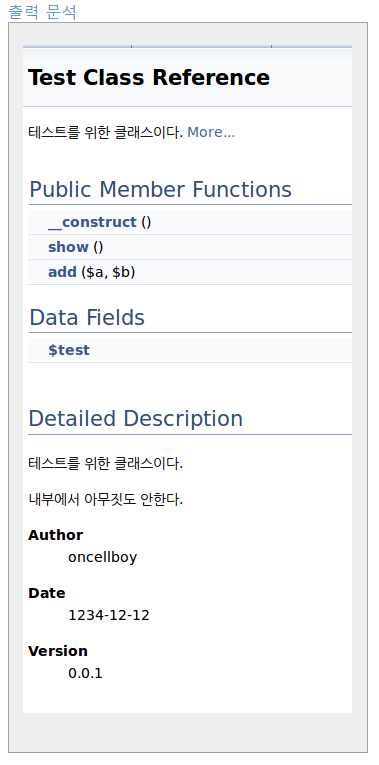 출력 문석
Test Class Reference
테스트를 위한 클래스이다. More...
Public Member Functions
__construct ()
show ()
add ($a, $b)
Data Fields
$test
Detailed Description
테스트를 위한 클래스이다.
내부에서 아무짓도 안한다.
Author
oncellboy
Date
1234-12-12
Version
0.0.1